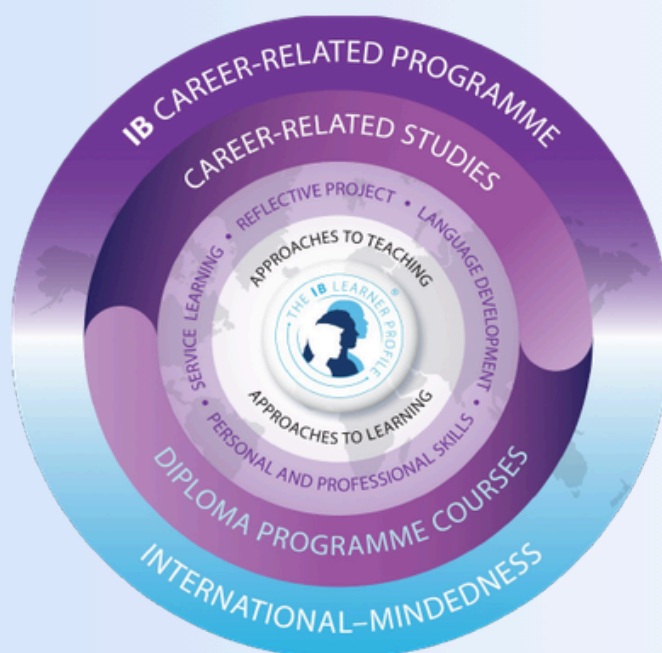 IB CAREER-RELATED PROGRAMME
CAREER-RELATED STUDIES
SERVICE LEARNING • REFLECTIVE PROJECT • LANGUAGE DEVELOPMENT • PERSONAL AND PROFESSIONAL SKILLS •
APPROACHES TO TEACHING
THE IB LEARNER PROFILE ®
APPROACHES TO LEARNING
DIPLOMA PROGRAMME COURSES
INTERNATIONAL–MINDEDNESS